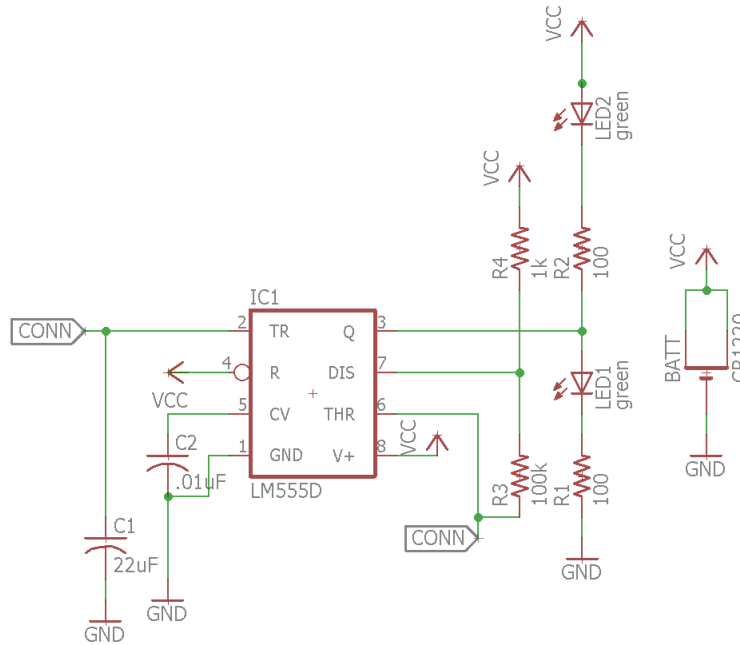 VCC
LED2
green
VCC
R4
1k
R2
100
VCC
BATT
CR1220
GND
IC1
CONN
2
TR
Q
3
4
R
DIS
7
VCC
5
CV
THR
6
1
GND
V+
8
VCC
LM555D
C2
.01uF
LED1
green
R3
100k
R1
100
CONN
C1
22uF
GND
GND
GND